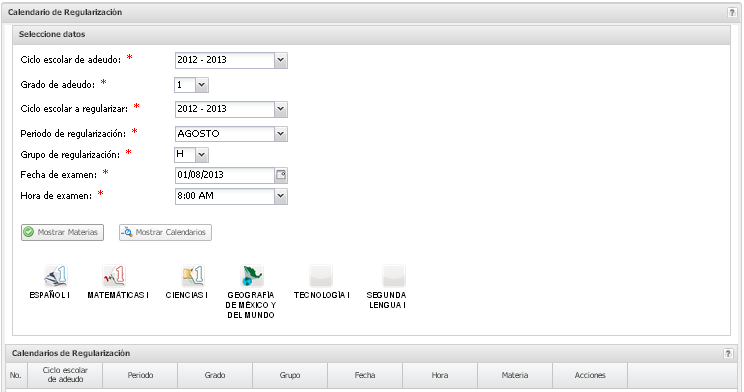 Calendario de Regularización ?
Seleccione datos
Ciclo escolar de adeudo: * 2012 - 2013
Grado de adeudo: * 1
Ciclo escolar a regularizar: * 2012 - 2013
Periodo de regularización: * AGOSTO
Grupo de regularización: * H
Fecha de examen: * 01/08/2013
Hora de examen: * 8:00 AM
Mostrar Materias Mostrar Calendarios
1 1 1
ESPAÑOL I MATEMÁTICAS I CIENCIAS I GEOGRAFÍA TECNOLOGÍA I SEGUNDA
DE MÉXICO Y LENGUA I
DEL MUNDO
Calendarios de Regularización ?
No. Ciclo escolar Periodo Grado Grupo Fecha Hora Materia Acciones
de adeudo